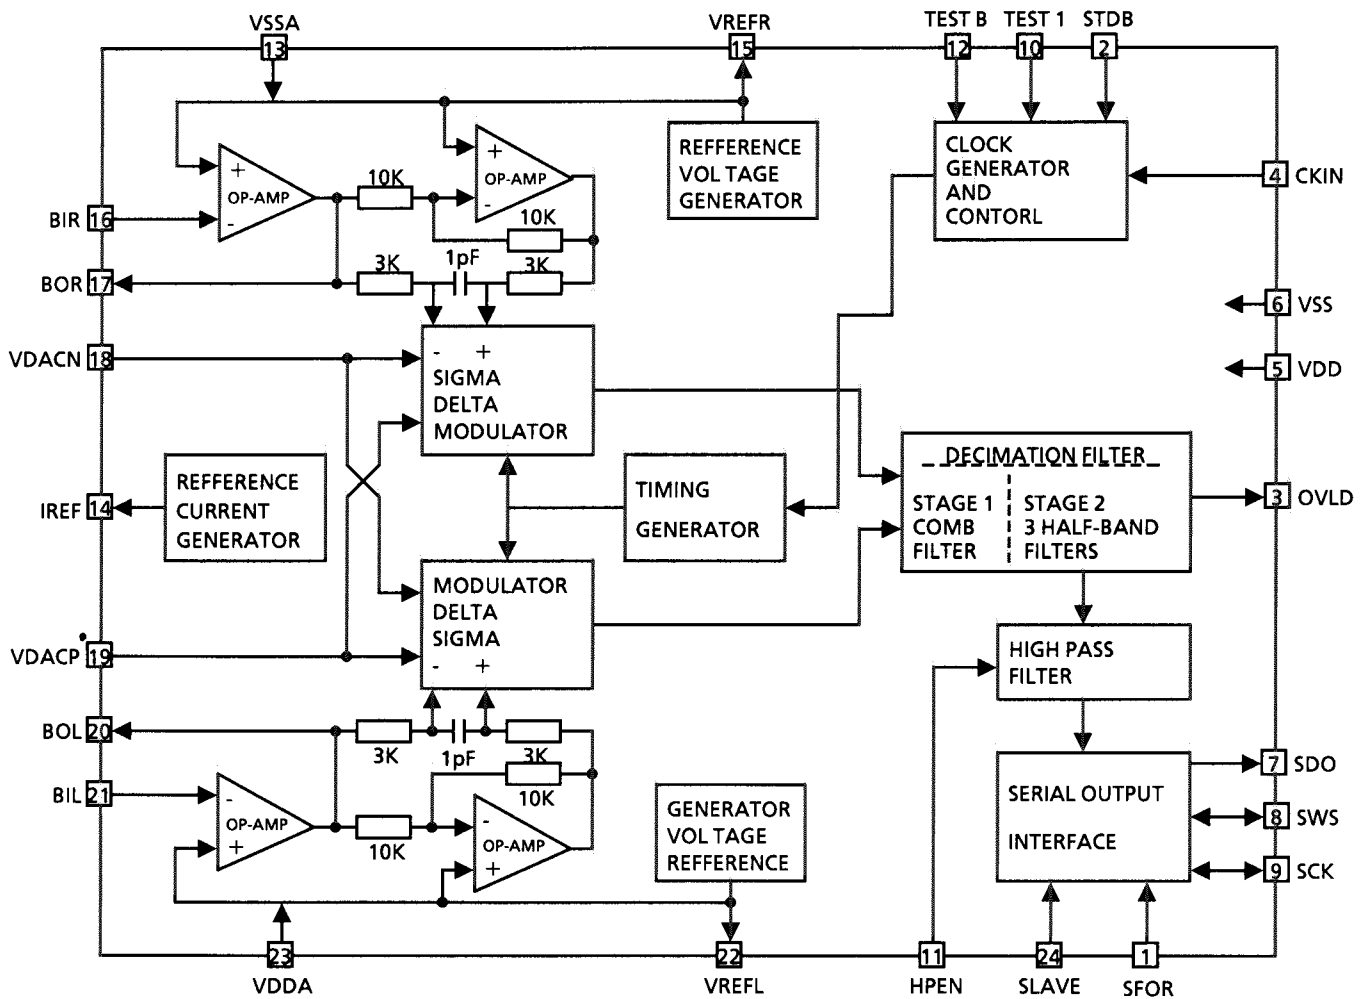 VSSA
VREFR
TEST B
TEST 1
STDB
13
15
12
10
2
REFFERENCE
VOL TAGE
GENERATOR
CLOCK
GENERATOR
AND
CONTORL
+
OP-AMP
-
+
OP-AMP
-
10K
10K
BIR 16
BOR 17
3K
1pF
3K
4 CKIN
6 VSS
5 VDD
VDACN 18
- +
SIGMA
DELTA
MODULATOR
REFFERENCE
CURRENT
GENERATOR
IREF 14
TIMING
GENERATOR
DECIMATION FILTER
STAGE 1
COMB
FILTER
STAGE 2
3 HALF-BAND
FILTERS
3 OVLD
MODULATOR
DELTA
SIGMA
- +
VDACP 19
HIGH PASS
FILTER
BOL 20
3K
1pF
3K
10K
BIL 21
-
OP-AMP
+
10K
-
OP-AMP
+
GENERATOR
VOL TAGE
REFFERENCE
SERIAL OUTPUT
INTERFACE
7 SDO
8 SWS
9 SCK
23
22
11
24
1
VDDA
VREFL
HPEN
SLAVE
SFOR